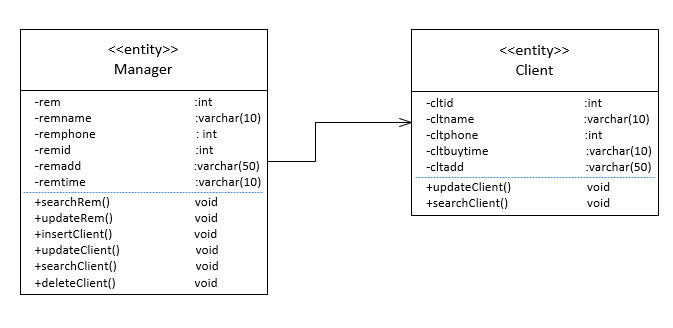 <<entity>>
Manager
-rem :int
-remname :varchar(10)
-remphone : int
-remid :int
-remadd :varchar(50)
-remtime :varchar(10)
+searchRem() void
+updateRem() void
+insertClient() void
+updateClient() void
+searchClient() void
+deleteClient() void
<<entity>>
Client
-cltid :int
-cltname :varchar(10)
-cltphone :int
-cltbuytime :varchar(10)
-cltadd :varchar(50)
+updateClient() void
+searchClient() void